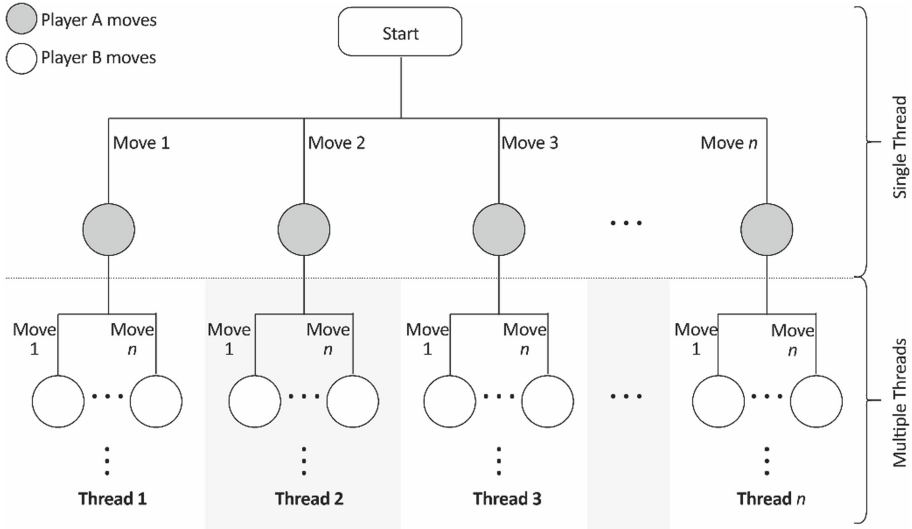 Player A moves
Player B moves
Start
Move 1
Move 2
Move 3
Move n
...
Single Thread
Move
1
Move
n
Move
1
Move
n
Move
1
Move
n
Move
1
Move
n
... ... ... ... ...
Thread 1
Thread 2
Thread 3
Thread n
Multiple Threads